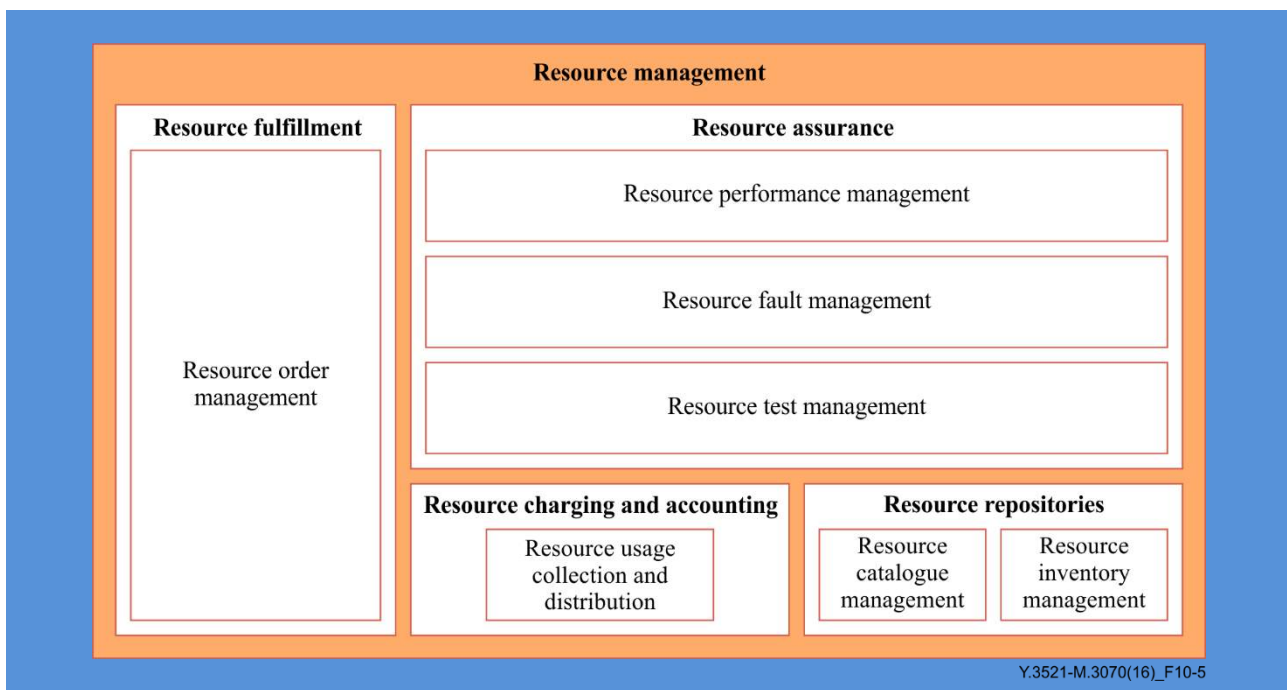 Resource management
Resource fulfillment
Resource order
management
Resource assurance
Resource performance management
Resource fault management
Resource test management
Resource charging and accounting
Resource usage
collection and
distribution
Resource repositories
Resource
catalogue
management
Resource
inventory
management
Y.3521-M.3070(16)_F10-5